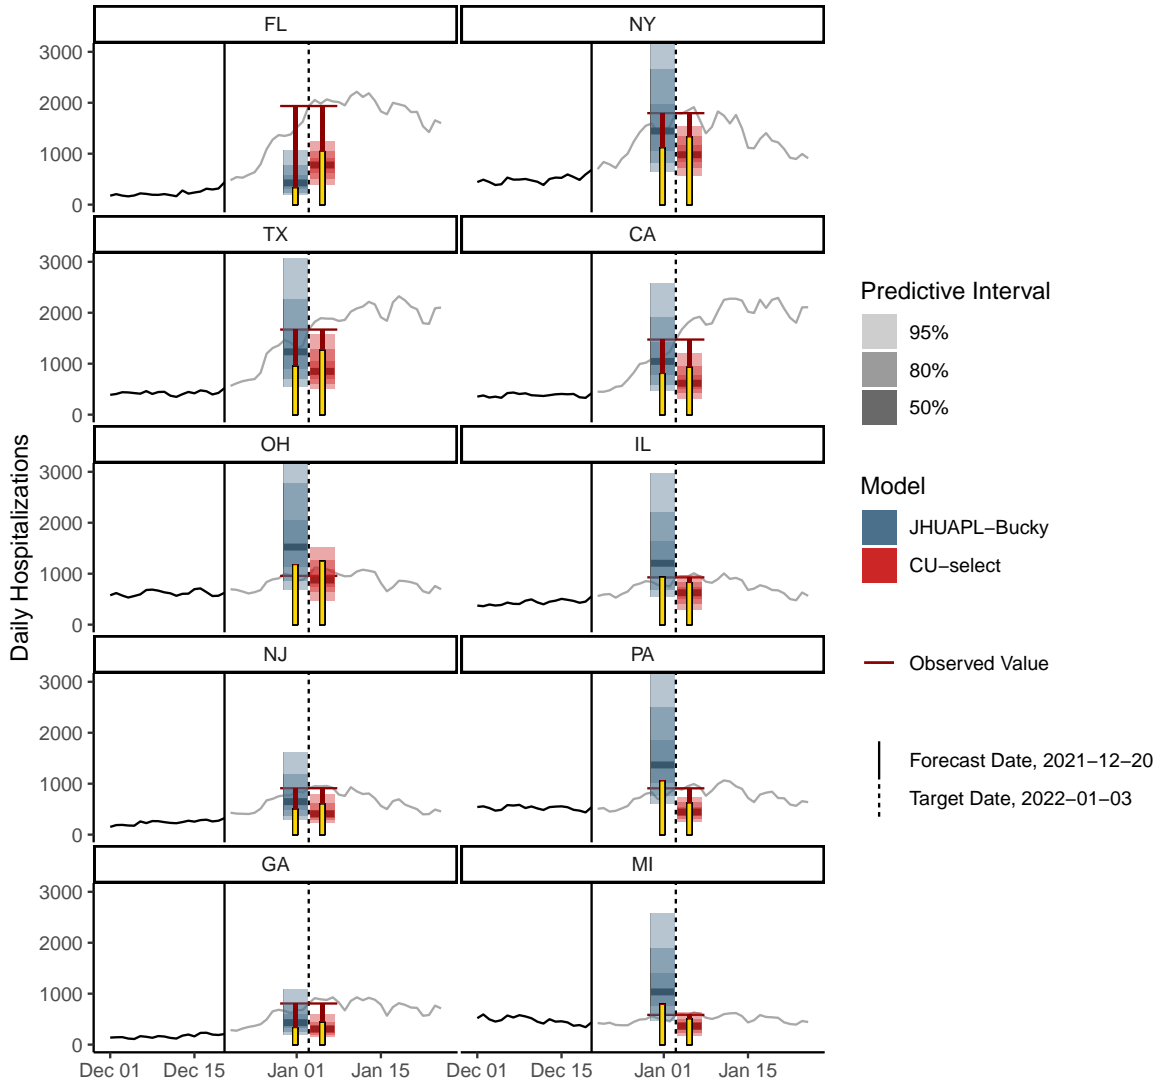 FL
NY
3000
2000
1000
0
TX
CA
3000
2000
1000
0
OH
IL
3000
2000
1000
0
NJ
PA
3000
2000
1000
0
GA
MI
3000
2000
1000
0
Dec 01
Dec 15
Jan 01
Jan 15
Dec 01
Dec 15
Jan 01
Jan 15
Daily Hospitalizations
Predictive Interval
95%
80%
50%
Model
JHUAPL−Bucky
CU−select
Observed Value
Forecast Date, 2021−12−20
Target Date, 2022−01−03